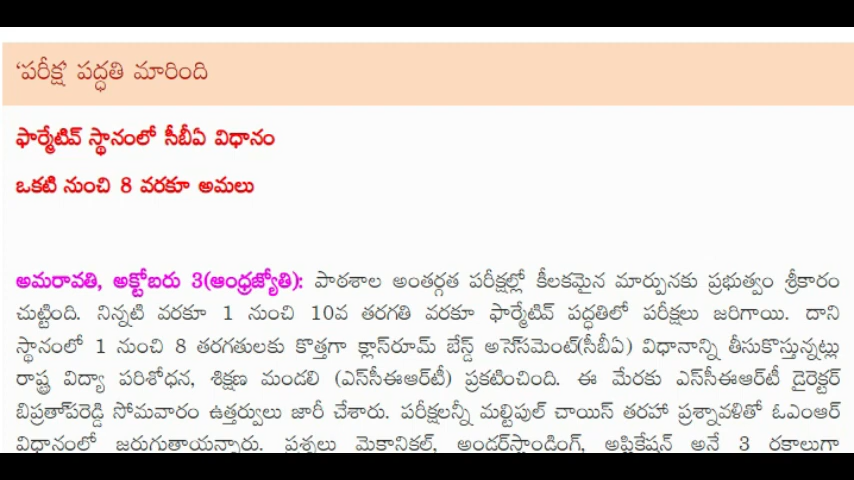 ‘పరీక్ష’ పద్ధతి మారింది
ఫార్మేటివ్ స్థానంలో సీబీఏ విధానం
ఒకటి నుంచి 8 వరకూ అమలు
అమరావతి, అక్టోబరు 3(ఆంధ్రజ్యోతి): పాఠశాల అంతర్గత పరీక్షల్లో కీలకమైన మార్పునకు ప్రభుత్వం శ్రీకారం
చుట్టింది. నిన్నటి వరకూ 1 నుంచి 10వ తరగతి వరకూ ఫార్మేటివ్ పద్ధతిలో పరీక్షలు జరిగాయి. దాని
స్థానంలో 1 నుంచి 8 తరగతులకు కొత్తగా క్లాస్‌రూమ్ బేస్డ్ అసెస్‌మెంట్(సీబీఏ) విధానాన్ని తీసుకొస్తున్నట్లు
రాష్ట్ర విద్యా పరిశోధన, శిక్షణ మండలి (ఎస్‌సీఈఆర్‌టీ) ప్రకటించింది. ఈ మేరకు ఎస్‌సీఈఆర్‌టీ డైరెక్టర్
బిప్రతా్‌పరెడ్డి సోమవారం ఉత్తర్వులు జారీ చేశారు. పరీక్షలన్నీ మల్టిపుల్ చాయిస్ తరహా ప్రశ్నావళితో ఓఎంఆర్
విధానంలో జరుగుతాయన్నారు. ప్రశ్నలు మెకానికల్, అండర్‌స్టాండింగ్, అప్లికేషన్ అనే 3 రకాలుగా